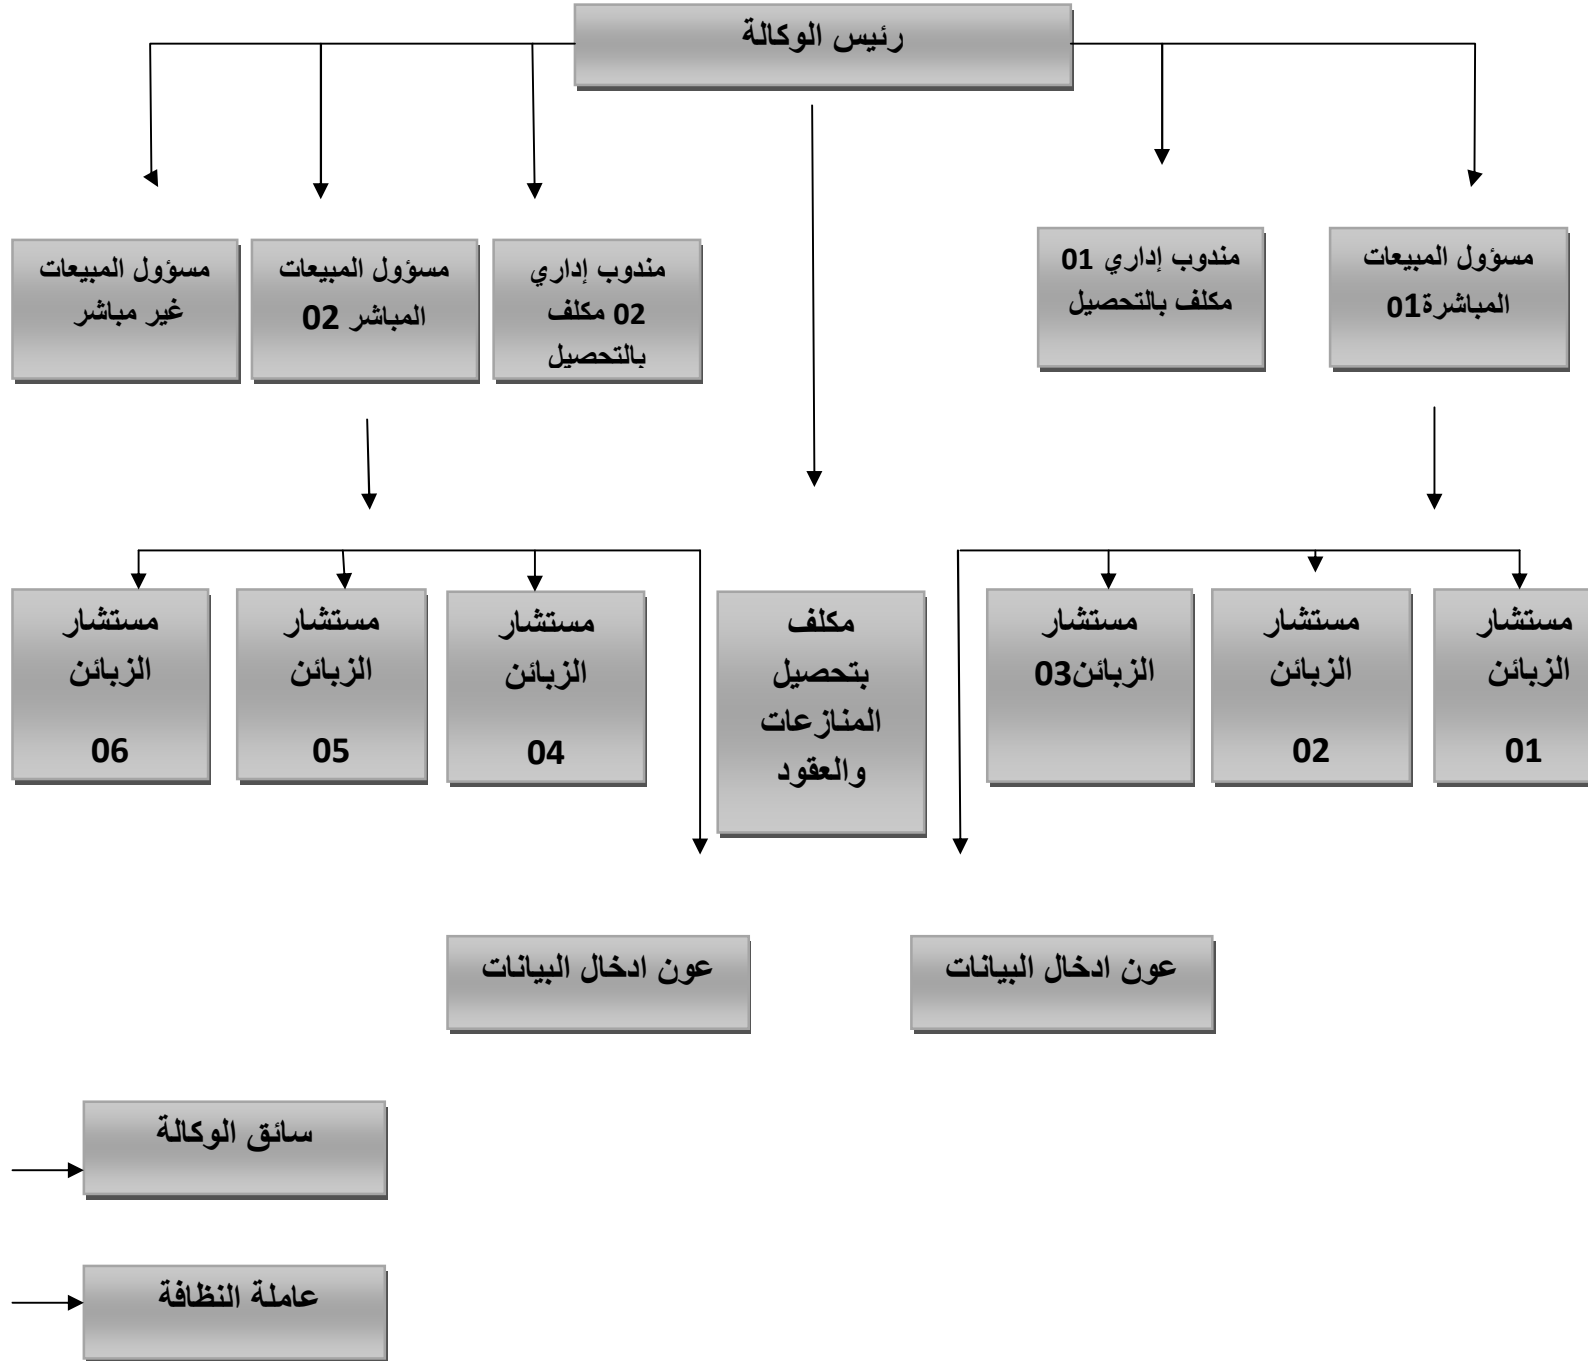 رئيس الوكالة
مسؤول المبيعات
المباشرة01
مندوب إداري 01
مكلف بالتحصيل
مندوب إداري
02 مكلف
بالتحصيل
مسؤول المبيعات
المباشر 02
مسؤول المبيعات
غير مباشر
مستشار
الزبائن
01
مستشار
الزبائن
02
مستشار
الزبائن03
مكلف
بتحصيل
المنازعات
والعقود
مستشار
الزبائن
04
مستشار
الزبائن
05
مستشار
الزبائن
06
عون ادخال البيانات
عون ادخال البيانات
سائق الوكالة
عاملة النظافة